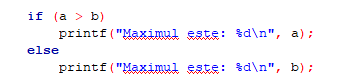 if (a > b)
printf("Maximul este: %d\n", a);
else
printf("Maximul este: %d\n", b);